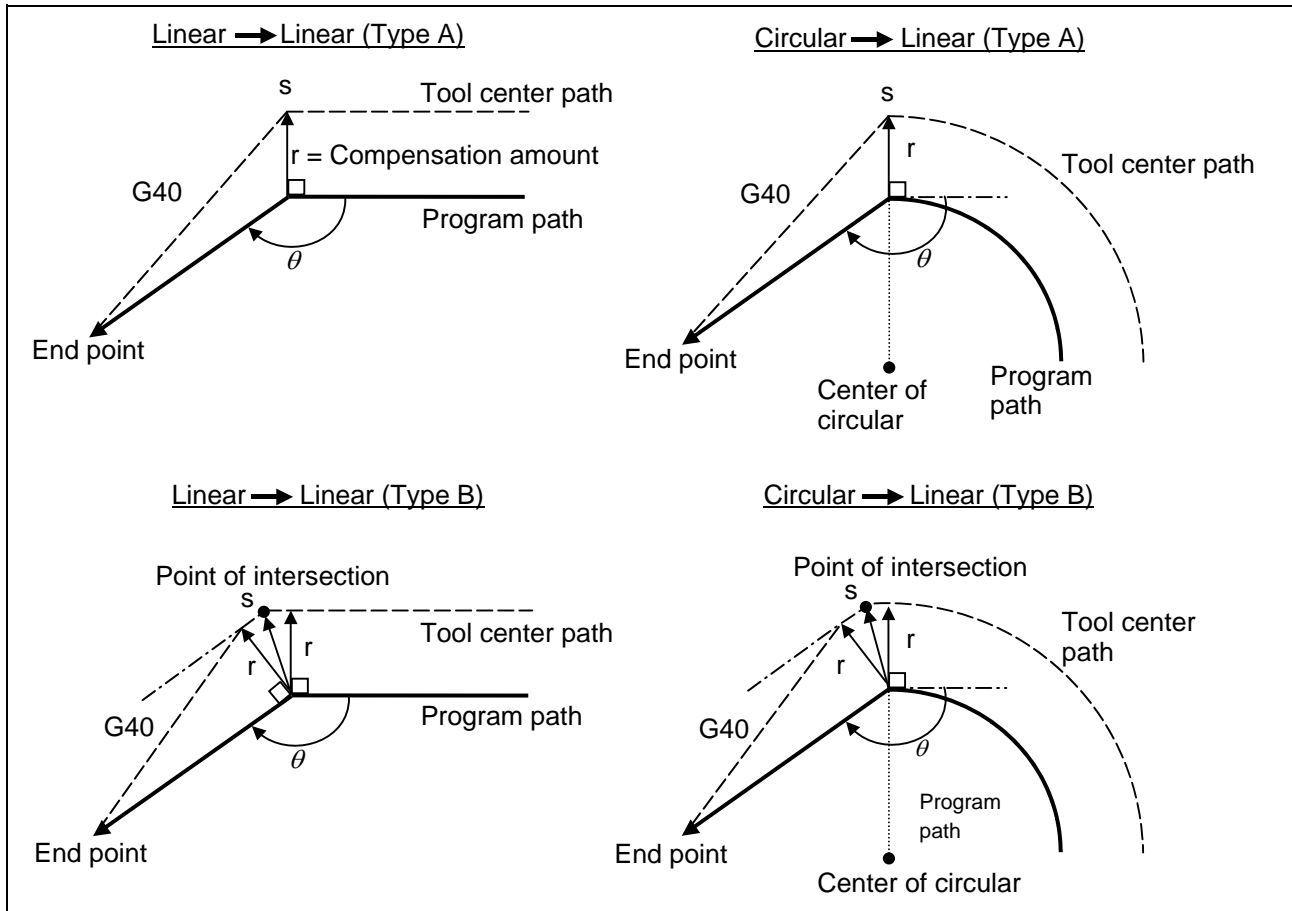 Linear → Linear (Type A)
s
Tool center path
r = Compensation amount
G40
Program path
θ
End point
Circular → Linear (Type A)
s
r
Tool center path
G40
θ
End point
Program
path
Center of
circular
Linear → Linear (Type B)
Point of intersection
s
Tool center path
r
r
Program path
G40
θ
End point
Circular → Linear (Type B)
Point of intersection
s
Tool center
path
r
r
G40
θ
Program
path
End point
Center of circular